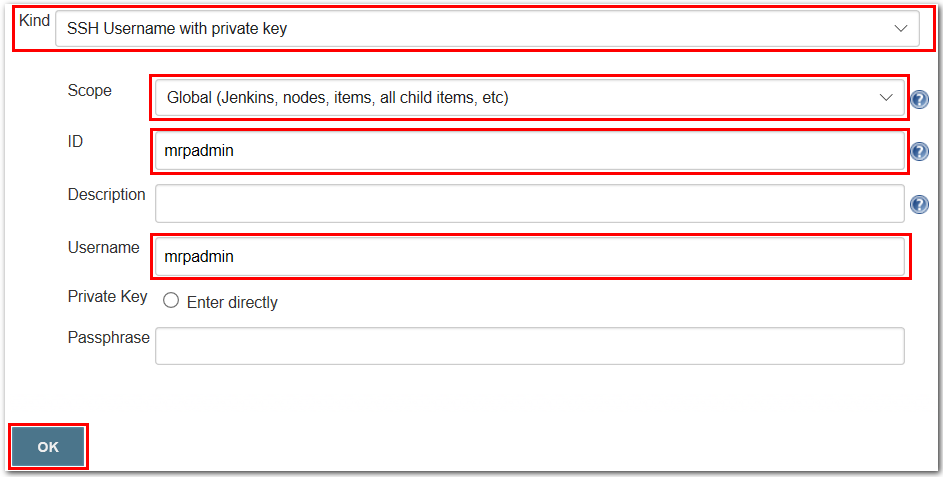 Kind
SSH Username with private key
Scope
Global (Jenkins, nodes, items, all child items, etc)
?
ID
mrpadmin
?
Description
?
Username
mrpadmin
Private Key
Enter directly
Passphrase
OK